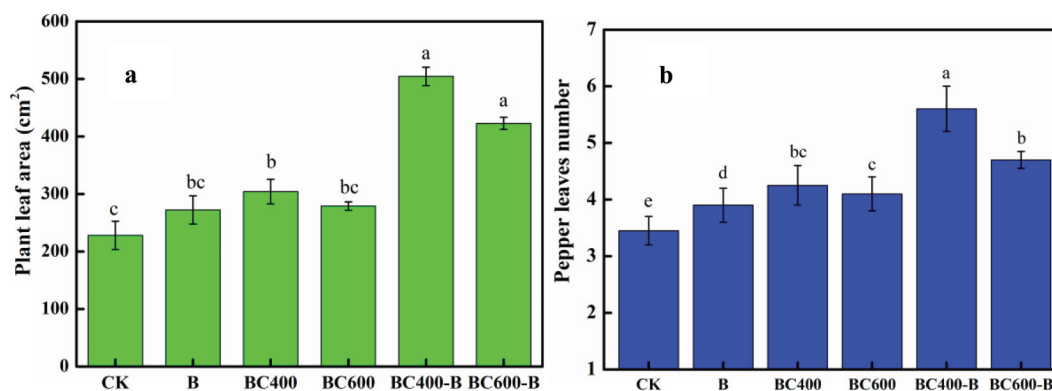 a
Plant leaf area (cm²)
600
500
400
300
200
100
0
c
bc
b
bc
a
a
CK B BC400 BC600 BC400-B BC600-B
b
Pepper leaves number
7
6
5
4
3
2
1
e
d
bc
c
a
b
CK B BC400 BC600 BC400-B BC600-B